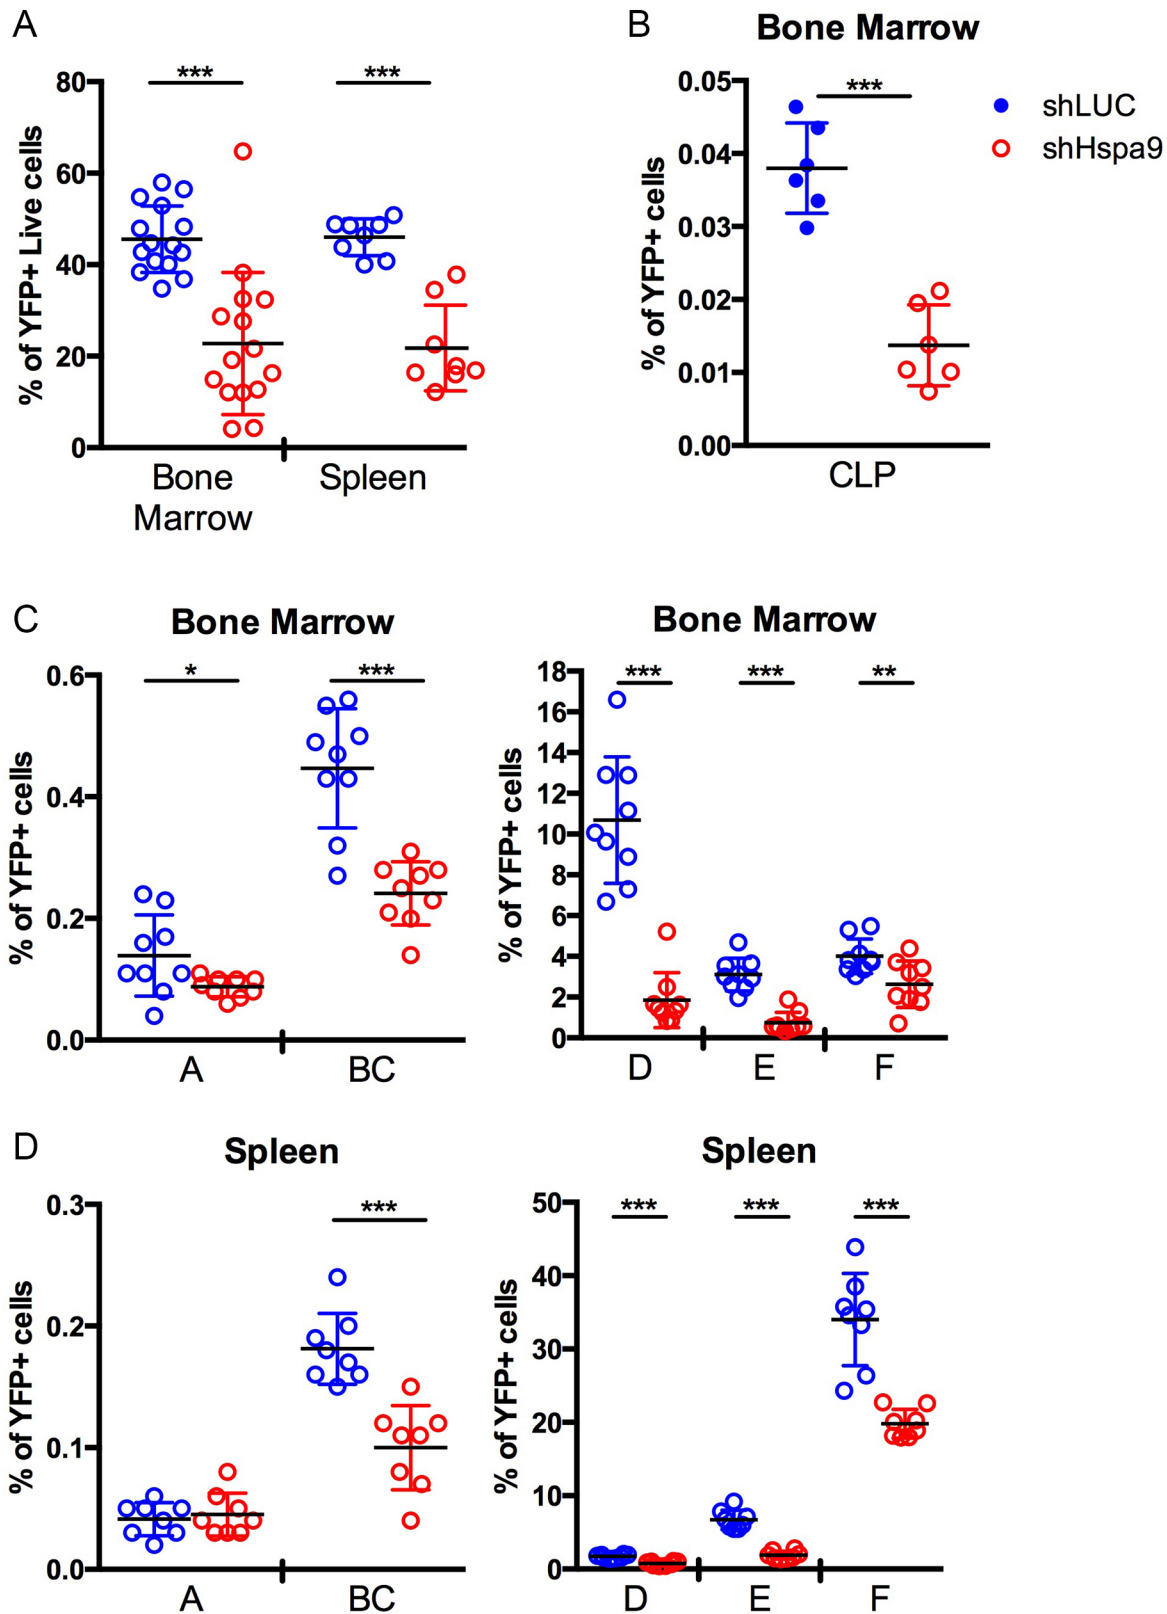 A
*** ***
% of YFP+ Live cells
80
60
40
20
0
Bone
Marrow
Spleen
B
Bone Marrow
***
% of YFP+ cells
0.05
0.04
0.03
0.02
0.01
0.00
CLP
shLUC
shHspa9
C
Bone Marrow
* ***
% of YFP+ cells
0.6
0.4
0.2
0.0
A BC
Bone Marrow
*** *** **
% of YFP+ cells
18
16
14
12
10
8
6
4
2
0
D E F
D
Spleen
***
% of YFP+ cells
0.3
0.2
0.1
0.0
A BC
Spleen
*** *** ***
% of YFP+ cells
50
40
30
20
10
0
D E F